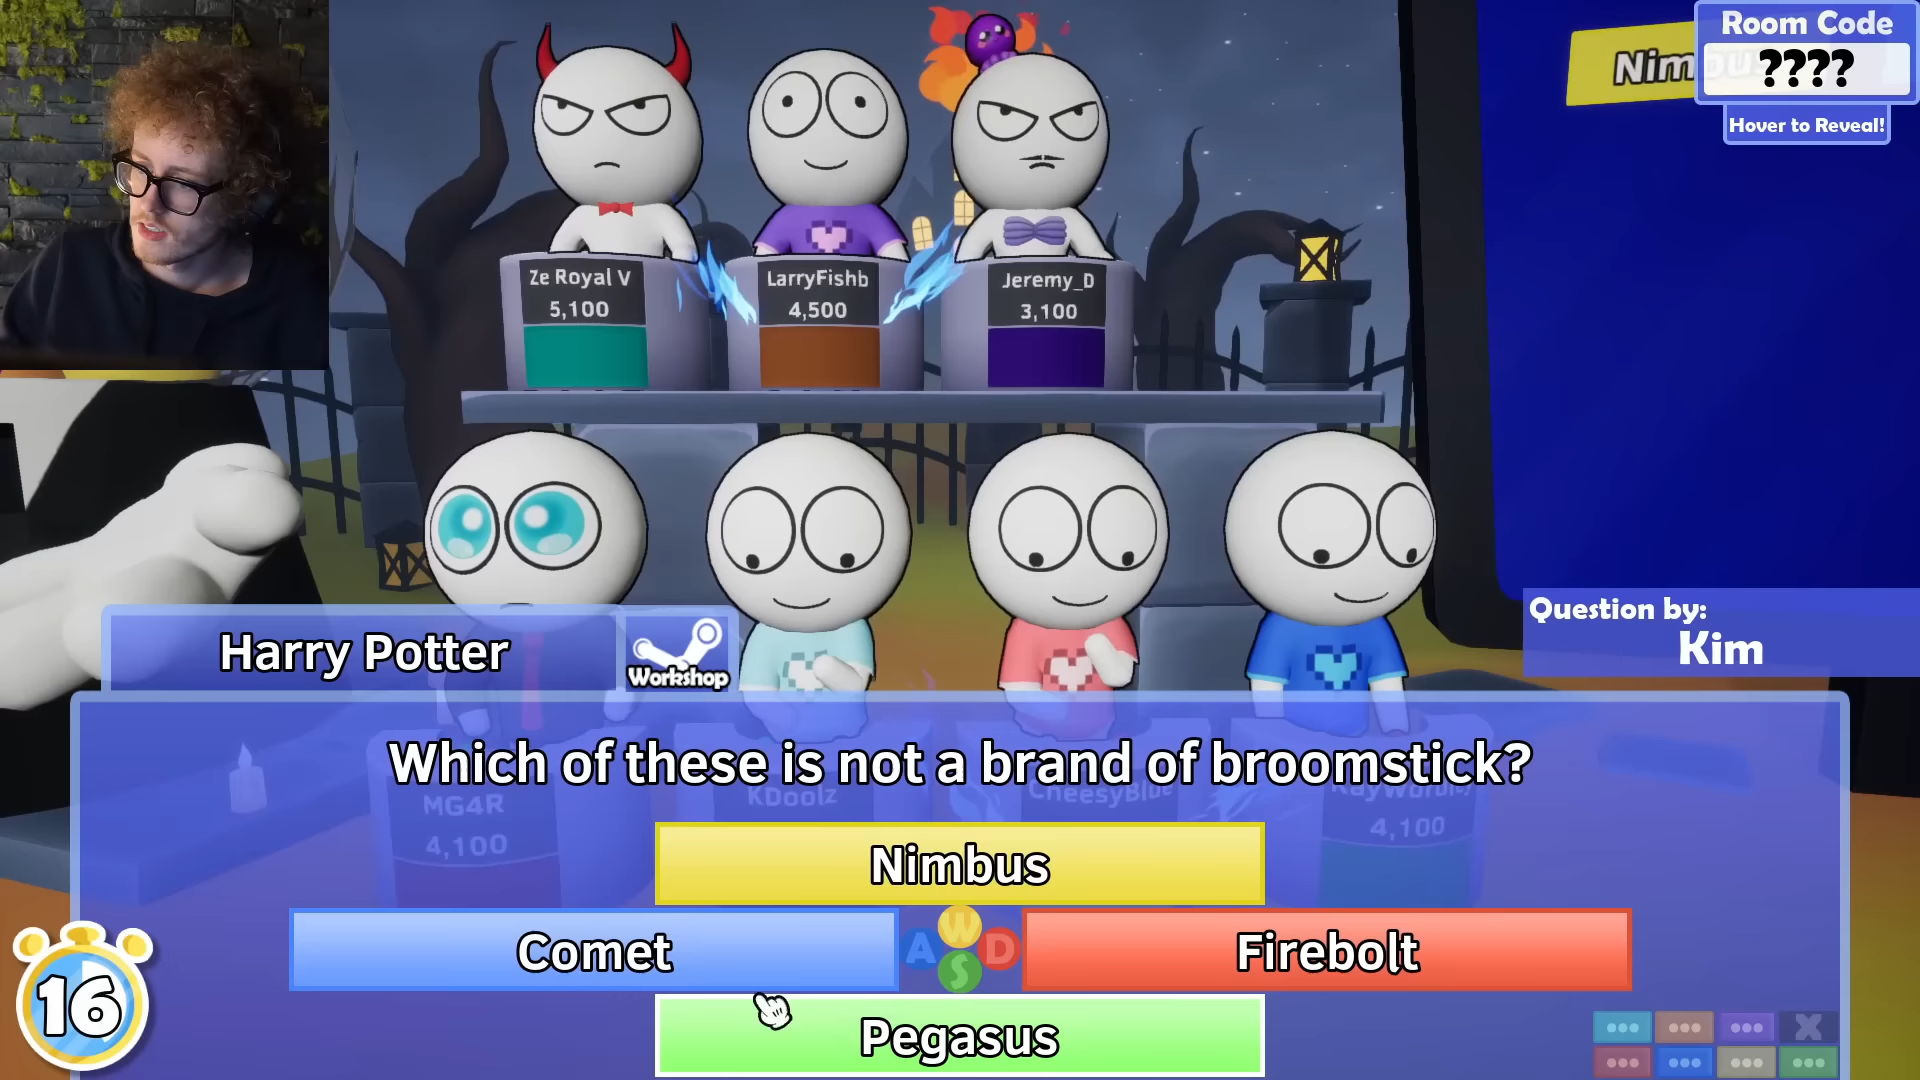 Room Code
????
Hover to Reveal!
Ze Royal V
5,100
LarryFishb
4,500
Jeremy_D
3,100
Question by:
Kim
Harry Potter
Workshop
Which of these is not a brand of broomstick?
MG4R
4,100
KDoolz
CheesyBlue
4,100
Nimbus
Comet
W
A
D
S
Firebolt
Pegasus
16
X